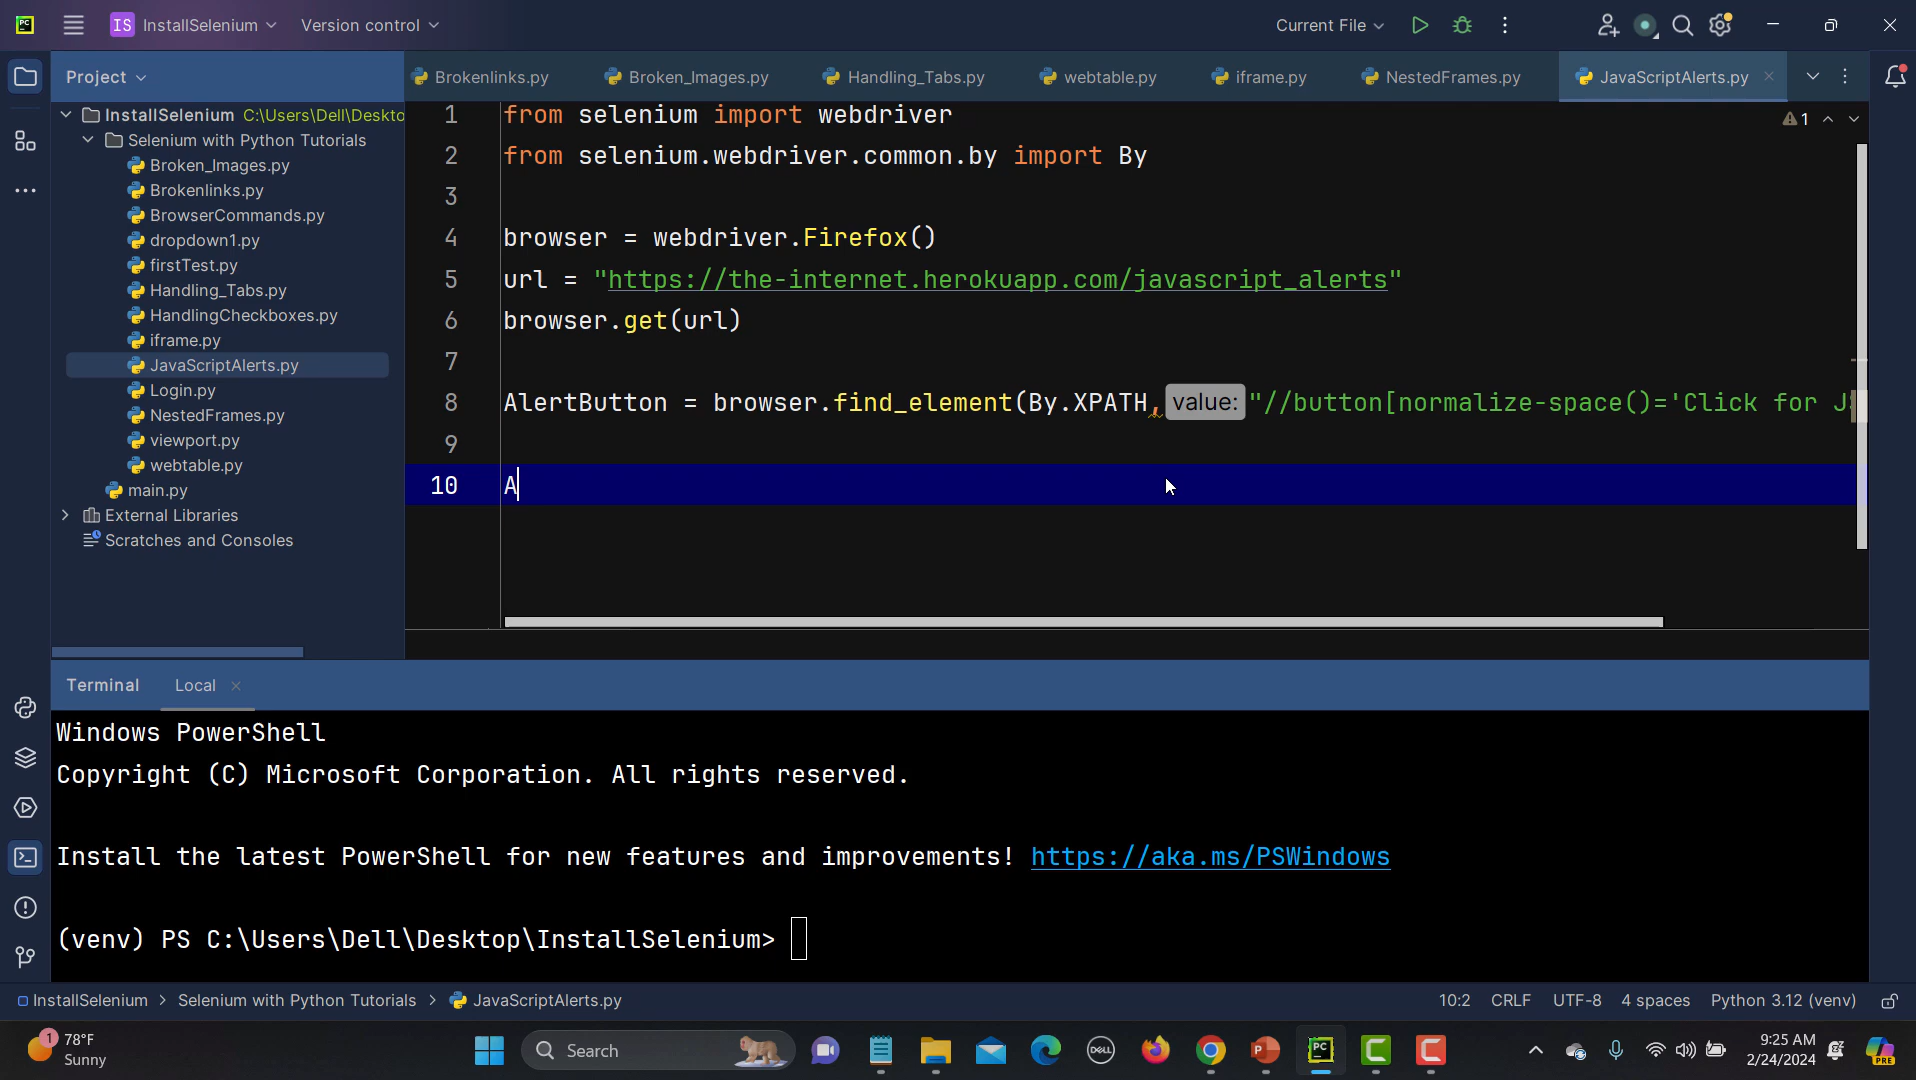 PC IS InstallSelenium Version control Current File
Project
Brokenlinks.py Broken_Images.py Handling_Tabs.py webtable.py iframe.py NestedFrames.py JavaScriptAlerts.py
InstallSelenium C:\Users\Dell\Deskto
Selenium with Python Tutorials
Broken_Images.py
Brokenlinks.py
BrowserCommands.py
dropdown1.py
firstTest.py
Handling_Tabs.py
HandlingCheckboxes.py
iframe.py
JavaScriptAlerts.py
Login.py
NestedFrames.py
viewport.py
webtable.py
main.py
External Libraries
Scratches and Consoles
1 from selenium import webdriver
1
2 from selenium.webdriver.common.by import By
3
4 browser = webdriver.Firefox()
5 url = "https://the-internet.herokuapp.com/javascript_alerts"
6 browser.get(url)
7
8 AlertButton = browser.find_element(By.XPATH, value: "//button[normalize-space()='Click for J
9
10 A
Terminal Local
Windows PowerShell
Copyright (C) Microsoft Corporation. All rights reserved.
Install the latest PowerShell for new features and improvements! https://aka.ms/PSWindows
(venv) PS C:\Users\Dell\Desktop\InstallSelenium>
InstallSelenium > Selenium with Python Tutorials > JavaScriptAlerts.py 10:2 CRLF UTF-8 4 spaces Python 3.12 (venv)
1 78°F
Sunny
Search
DELL
PC
9:25 AM
2/24/2024
PRE